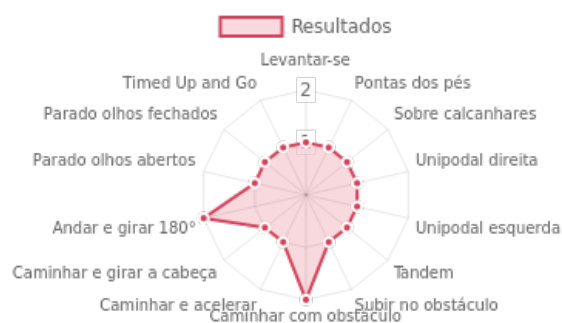 Resultados
Levantar-se
Timed Up and Go
Pontas dos pés
2
Parado olhos fechados
Sobre calcanhares
Parado olhos abertos
Unipodal direita
Andar e girar 180°
Unipodal esquerda
Caminhar e girar a cabeça
Tandem
Caminhar e acelerar
Subir no obstáculo
Caminhar com obstáculo